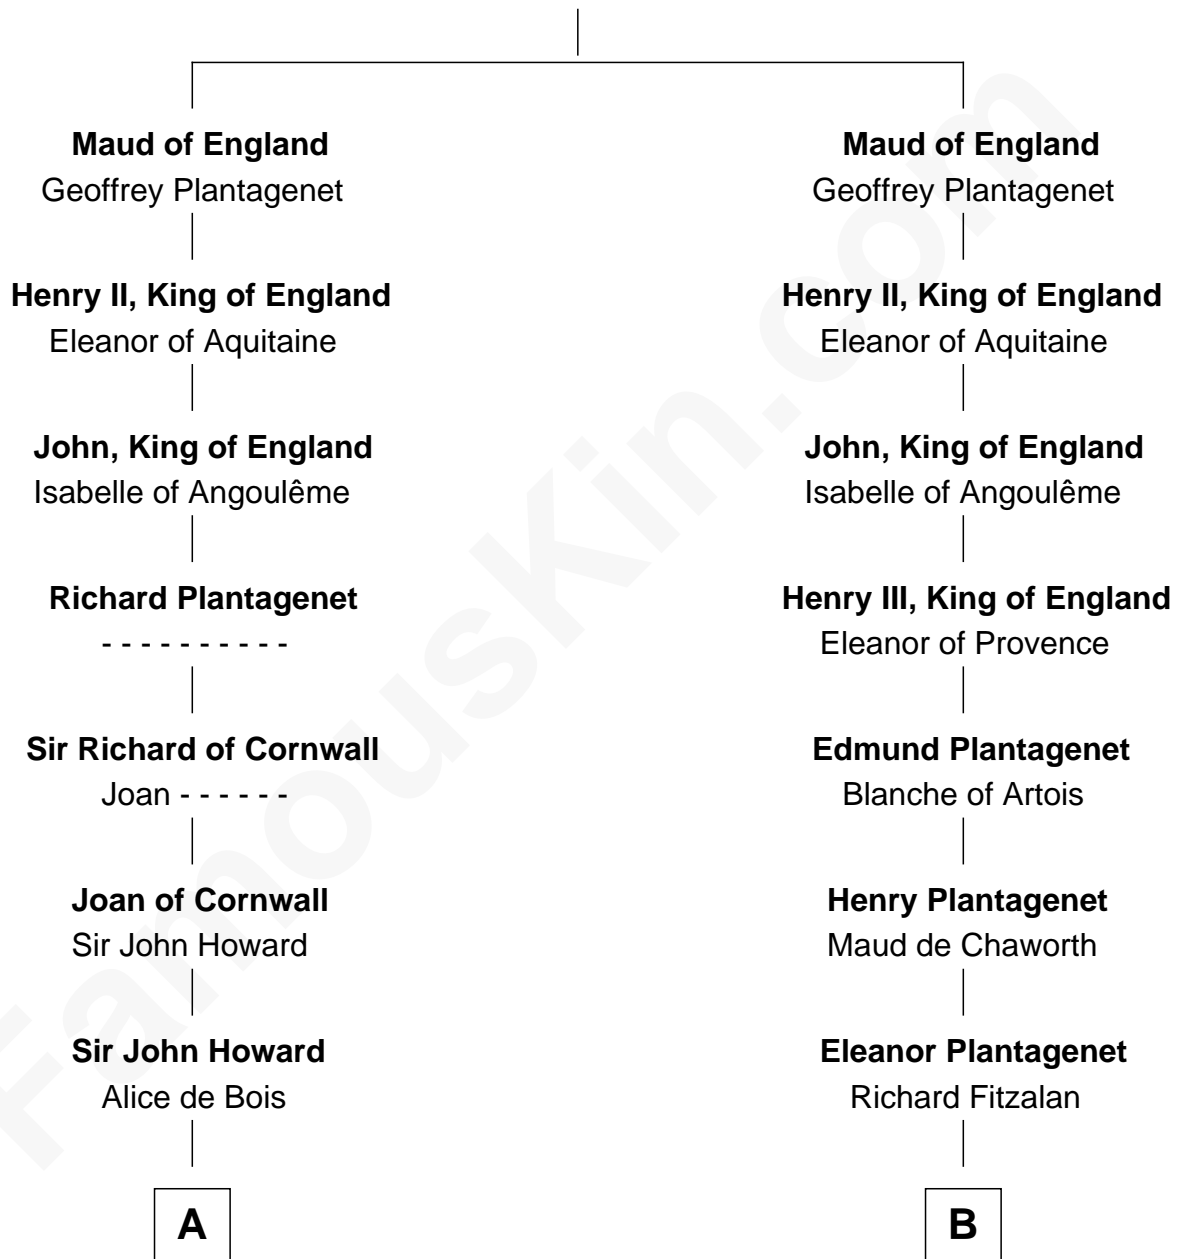 Maud of England
Geoffrey Plantagenet
Henry II, King of England
Eleanor of Aquitaine
John, King of England
Isabelle of Angoulême
Richard Plantagenet
- - - - - - - - - -
Sir Richard of Cornwall
Joan - - - - - -
Joan of Cornwall
Sir John Howard
Sir John Howard
Alice de Bois
A
Maud of England
Geoffrey Plantagenet
Henry II, King of England
Eleanor of Aquitaine
John, King of England
Isabelle of Angoulême
Henry III, King of England
Eleanor of Provence
Edmund Plantagenet
Blanche of Artois
Henry Plantagenet
Maud de Chaworth
Eleanor Plantagenet
Richard Fitzalan
B
FamousKin.com